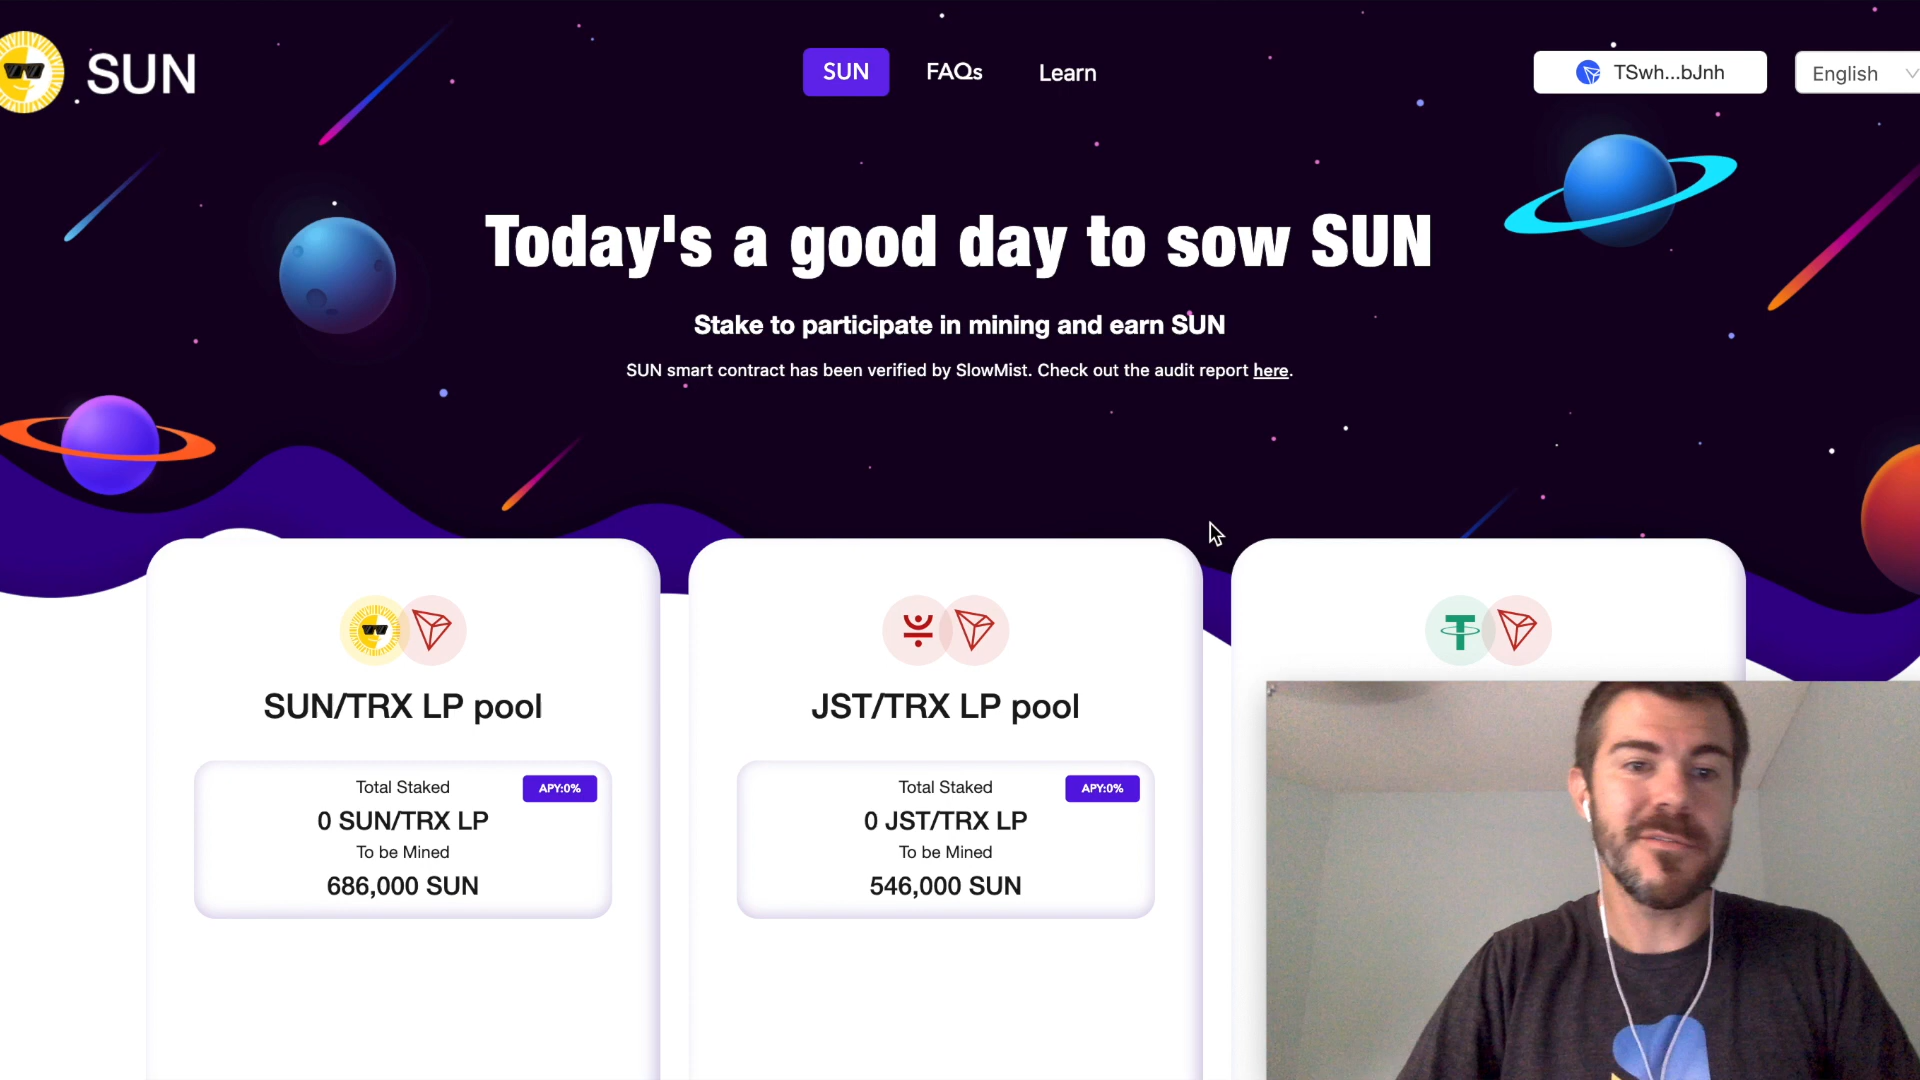 SUN
SUN
FAQs
Learn
TSwh...bJnh
English
Today's a good day to sow SUN
Stake to participate in mining and earn SUN
SUN smart contract has been verified by SlowMist. Check out the audit report here.
SUN/TRX LP pool
Total Staked
APY:0%
0 SUN/TRX LP
To be Mined
686,000 SUN
JST/TRX LP pool
Total Staked
APY:0%
0 JST/TRX LP
To be Mined
546,000 SUN